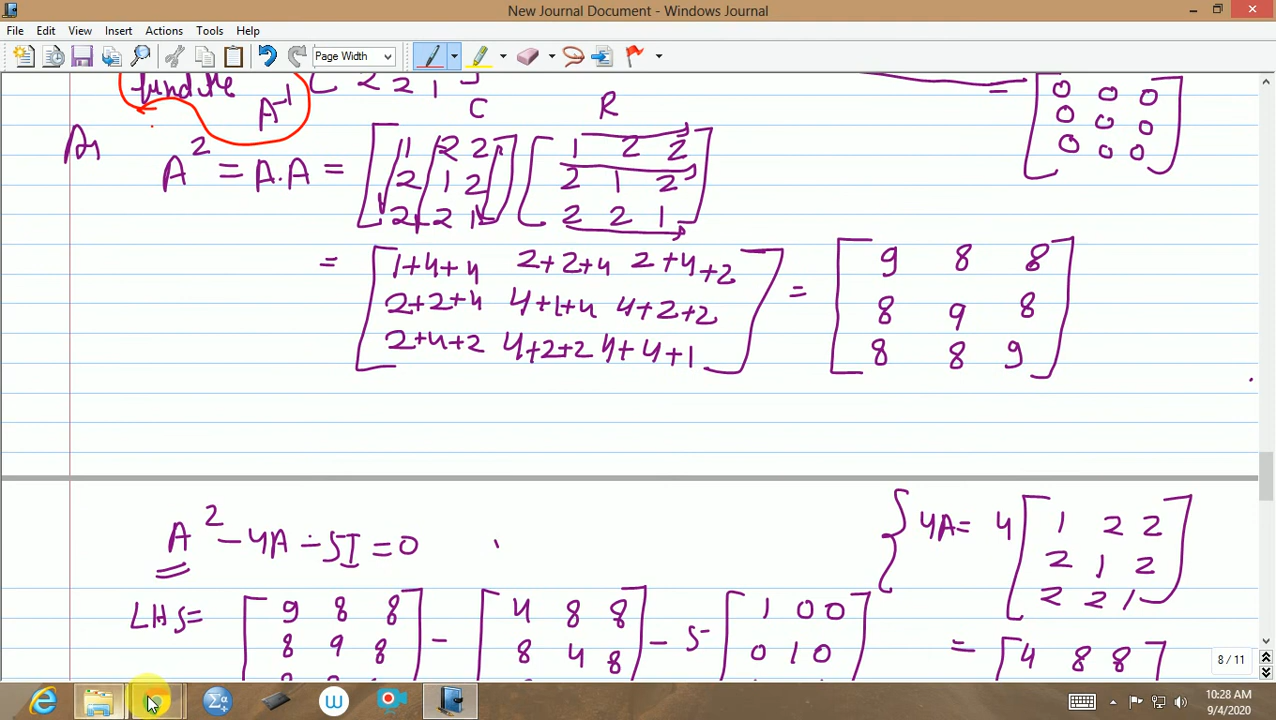 New Journal Document - Windows Journal
File Edit View Insert Actions Tools Help
Page Width
find the A⁻¹ [ 2 2 1 ]
C R
= [ 0 0 0
0 0 0
0 0 0 ]
A² = A.A = [ 1 2 2 ] [ 1 2 2 ]
2 1 2 2 1 2
2 2 1 2 2 1
= [ 1+4+4 2+2+4 2+4+2 ] = [ 9 8 8 ]
2+2+4 4+1+4 4+2+2 8 9 8
2+4+2 4+2+2 4+4+1 8 8 9
A² - 4A - 5I = 0 { 4A = 4 [ 1 2 2 ]
2 1 2
2 2 1
LHS = [ 9 8 8 ] - [ 4 8 8 ] - 5 [ 1 0 0 ]
8 9 8 8 4 8 0 1 0
= [ 4 8 8 ]
8 / 11
10:28 AM
9/4/2020